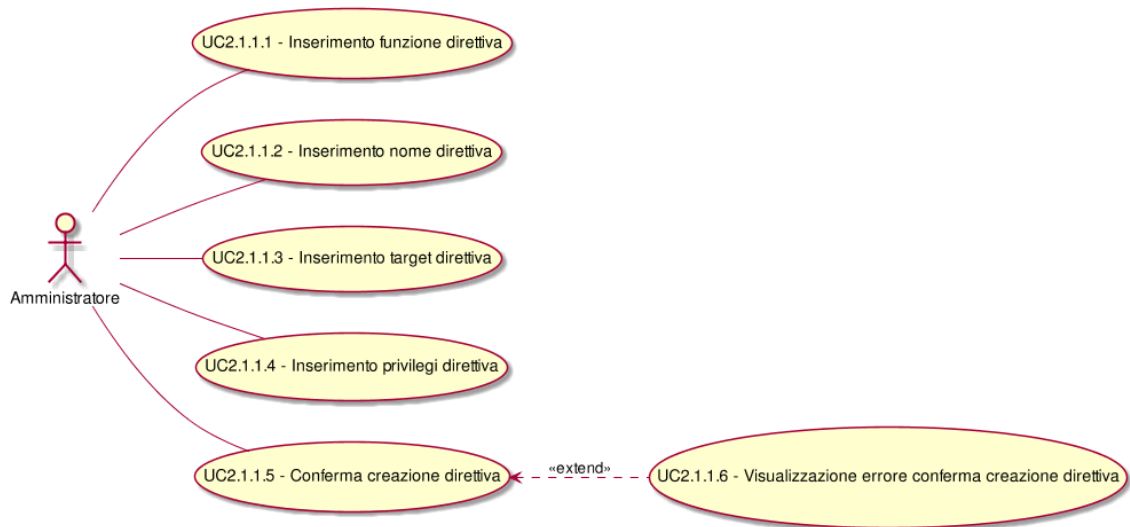 UC2.1.1.1 - Inserimento funzione direttiva
UC2.1.1.2 - Inserimento nome direttiva
UC2.1.1.3 - Inserimento target direttiva
Amministratore
UC2.1.1.4 - Inserimento privilegi direttiva
UC2.1.1.5 - Conferma creazione direttiva
«extend»
UC2.1.1.6 - Visualizzazione errore conferma creazione direttiva